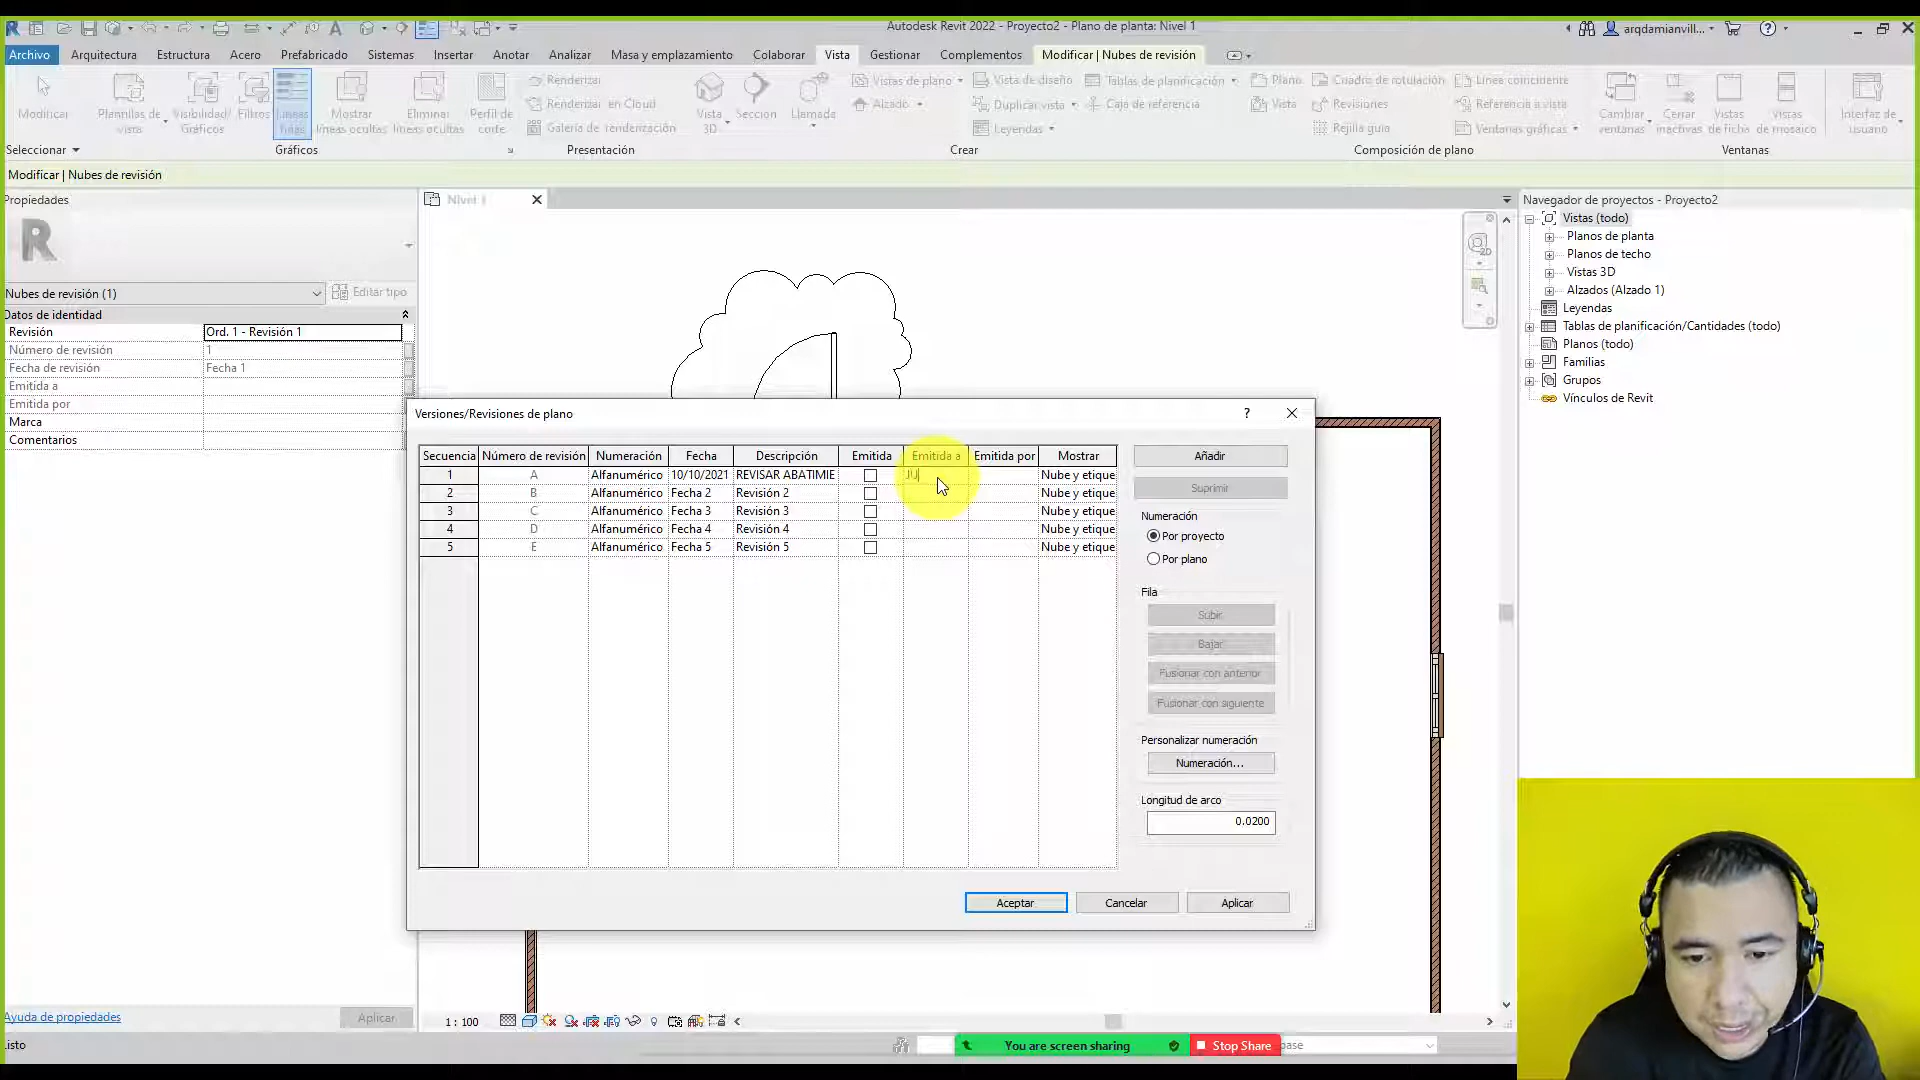 Autodesk Revit 2022 - Proyecto2 - Plano de planta: Nivel 1
arqdamianvill...
Archivo Arquitectura Estructura Acero Prefabricado Sistemas Insertar Anotar Analizar Masa y emplazamiento Colaborar Vista Gestionar Complementos Modificar | Nubes de revisión
Modificar
Plantillas de vista
Visibilidad/ Gráficos
Filtros
Líneas finas
Mostrar líneas ocultas
Eliminar líneas ocultas
Perfil de corte
Renderizar
Renderizar en Cloud
Galería de renderización
Vista 3D
Sección
Llamada
Vistas de plano
Alzado
Vista de diseño
Duplicar vista
Leyendas
Tablas de planificación
Caja de referencia
Plano
Vista
Cuadro de rotulación
Revisiones
Rejilla guía
Línea coincidente
Referencia a vista
Ventanas gráficas
Cambiar ventanas
Cerrar inactivas
Vistas de ficha
Vistas de mosaico
Interfaz de usuario
Seleccionar Gráficos Presentación Crear Composición de plano Ventanas
Modificar | Nubes de revisión
Propiedades
R
Nubes de revisión (1) Editar tipo
Datos de identidad
Revisión Ord. 1 - Revisión 1
Número de revisión 1
Fecha de revisión Fecha 1
Emitida a
Emitida por
Marca
Comentarios
Ayuda de propiedades Aplicar
Nivel 1
Versiones/Revisiones de plano
Secuencia Número de revisión Numeración Fecha Descripción Emitida Emitida a Emitida por Mostrar
1 A Alfanumérico 10/10/2021 REVISAR ABATIMIE JU Nube y etique
2 B Alfanumérico Fecha 2 Revisión 2 Nube y etique
3 C Alfanumérico Fecha 3 Revisión 3 Nube y etique
4 D Alfanumérico Fecha 4 Revisión 4 Nube y etique
5 E Alfanumérico Fecha 5 Revisión 5 Nube y etique
Añadir
Suprimir
Numeración
Por proyecto
Por plano
Fila
Subir
Bajar
Fusionar con anterior
Fusionar con siguiente
Personalizar numeración
Numeración...
Longitud de arco
0.0200
Aceptar Cancelar Aplicar
Navegador de proyectos - Proyecto2
Vistas (todo)
Planos de planta
Planos de techo
Vistas 3D
Alzados (Alzado 1)
Leyendas
Tablas de planificación/Cantidades (todo)
Planos (todo)
Familias
Grupos
Vínculos de Revit
1 : 100
Listo
You are screen sharing
Stop Share
base